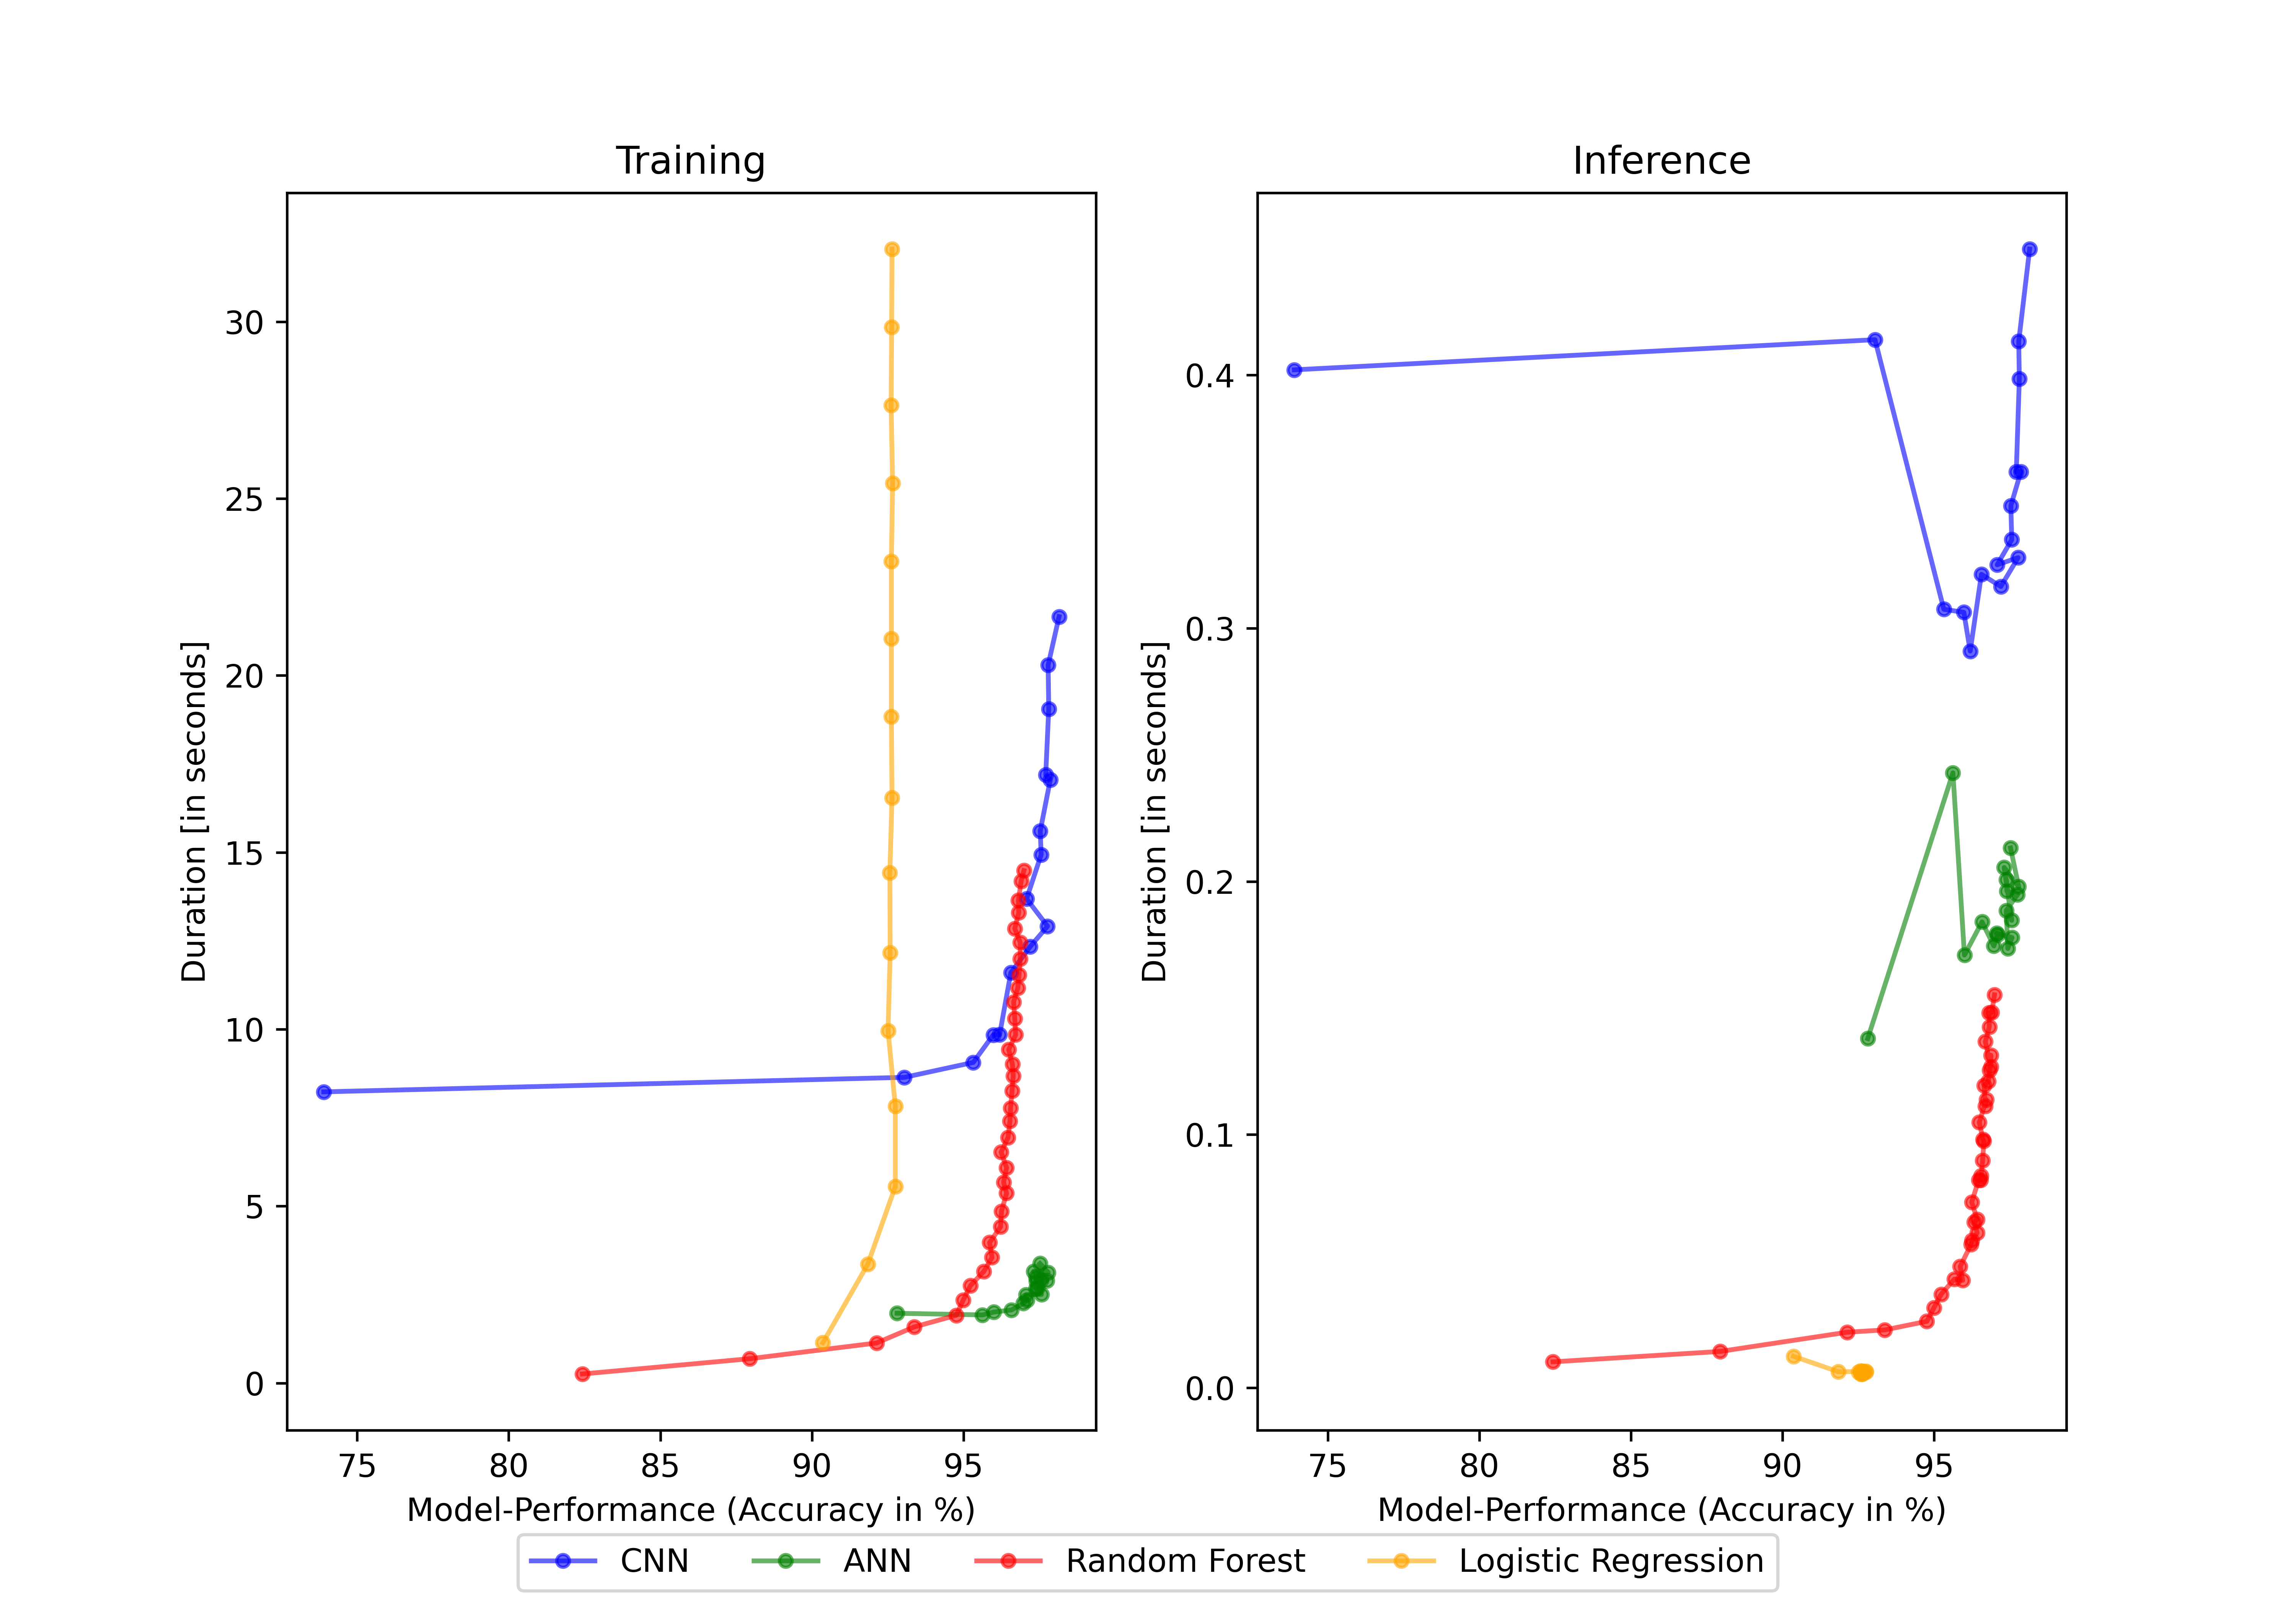 Training
Duration [in seconds]
30
25
20
15
10
5
0
75 80 85 90 95
Model-Performance (Accuracy in %)
Inference
Duration [in seconds]
0.4
0.3
0.2
0.1
0.0
75 80 85 90 95
Model-Performance (Accuracy in %)
CNN ANN Random Forest Logistic Regression